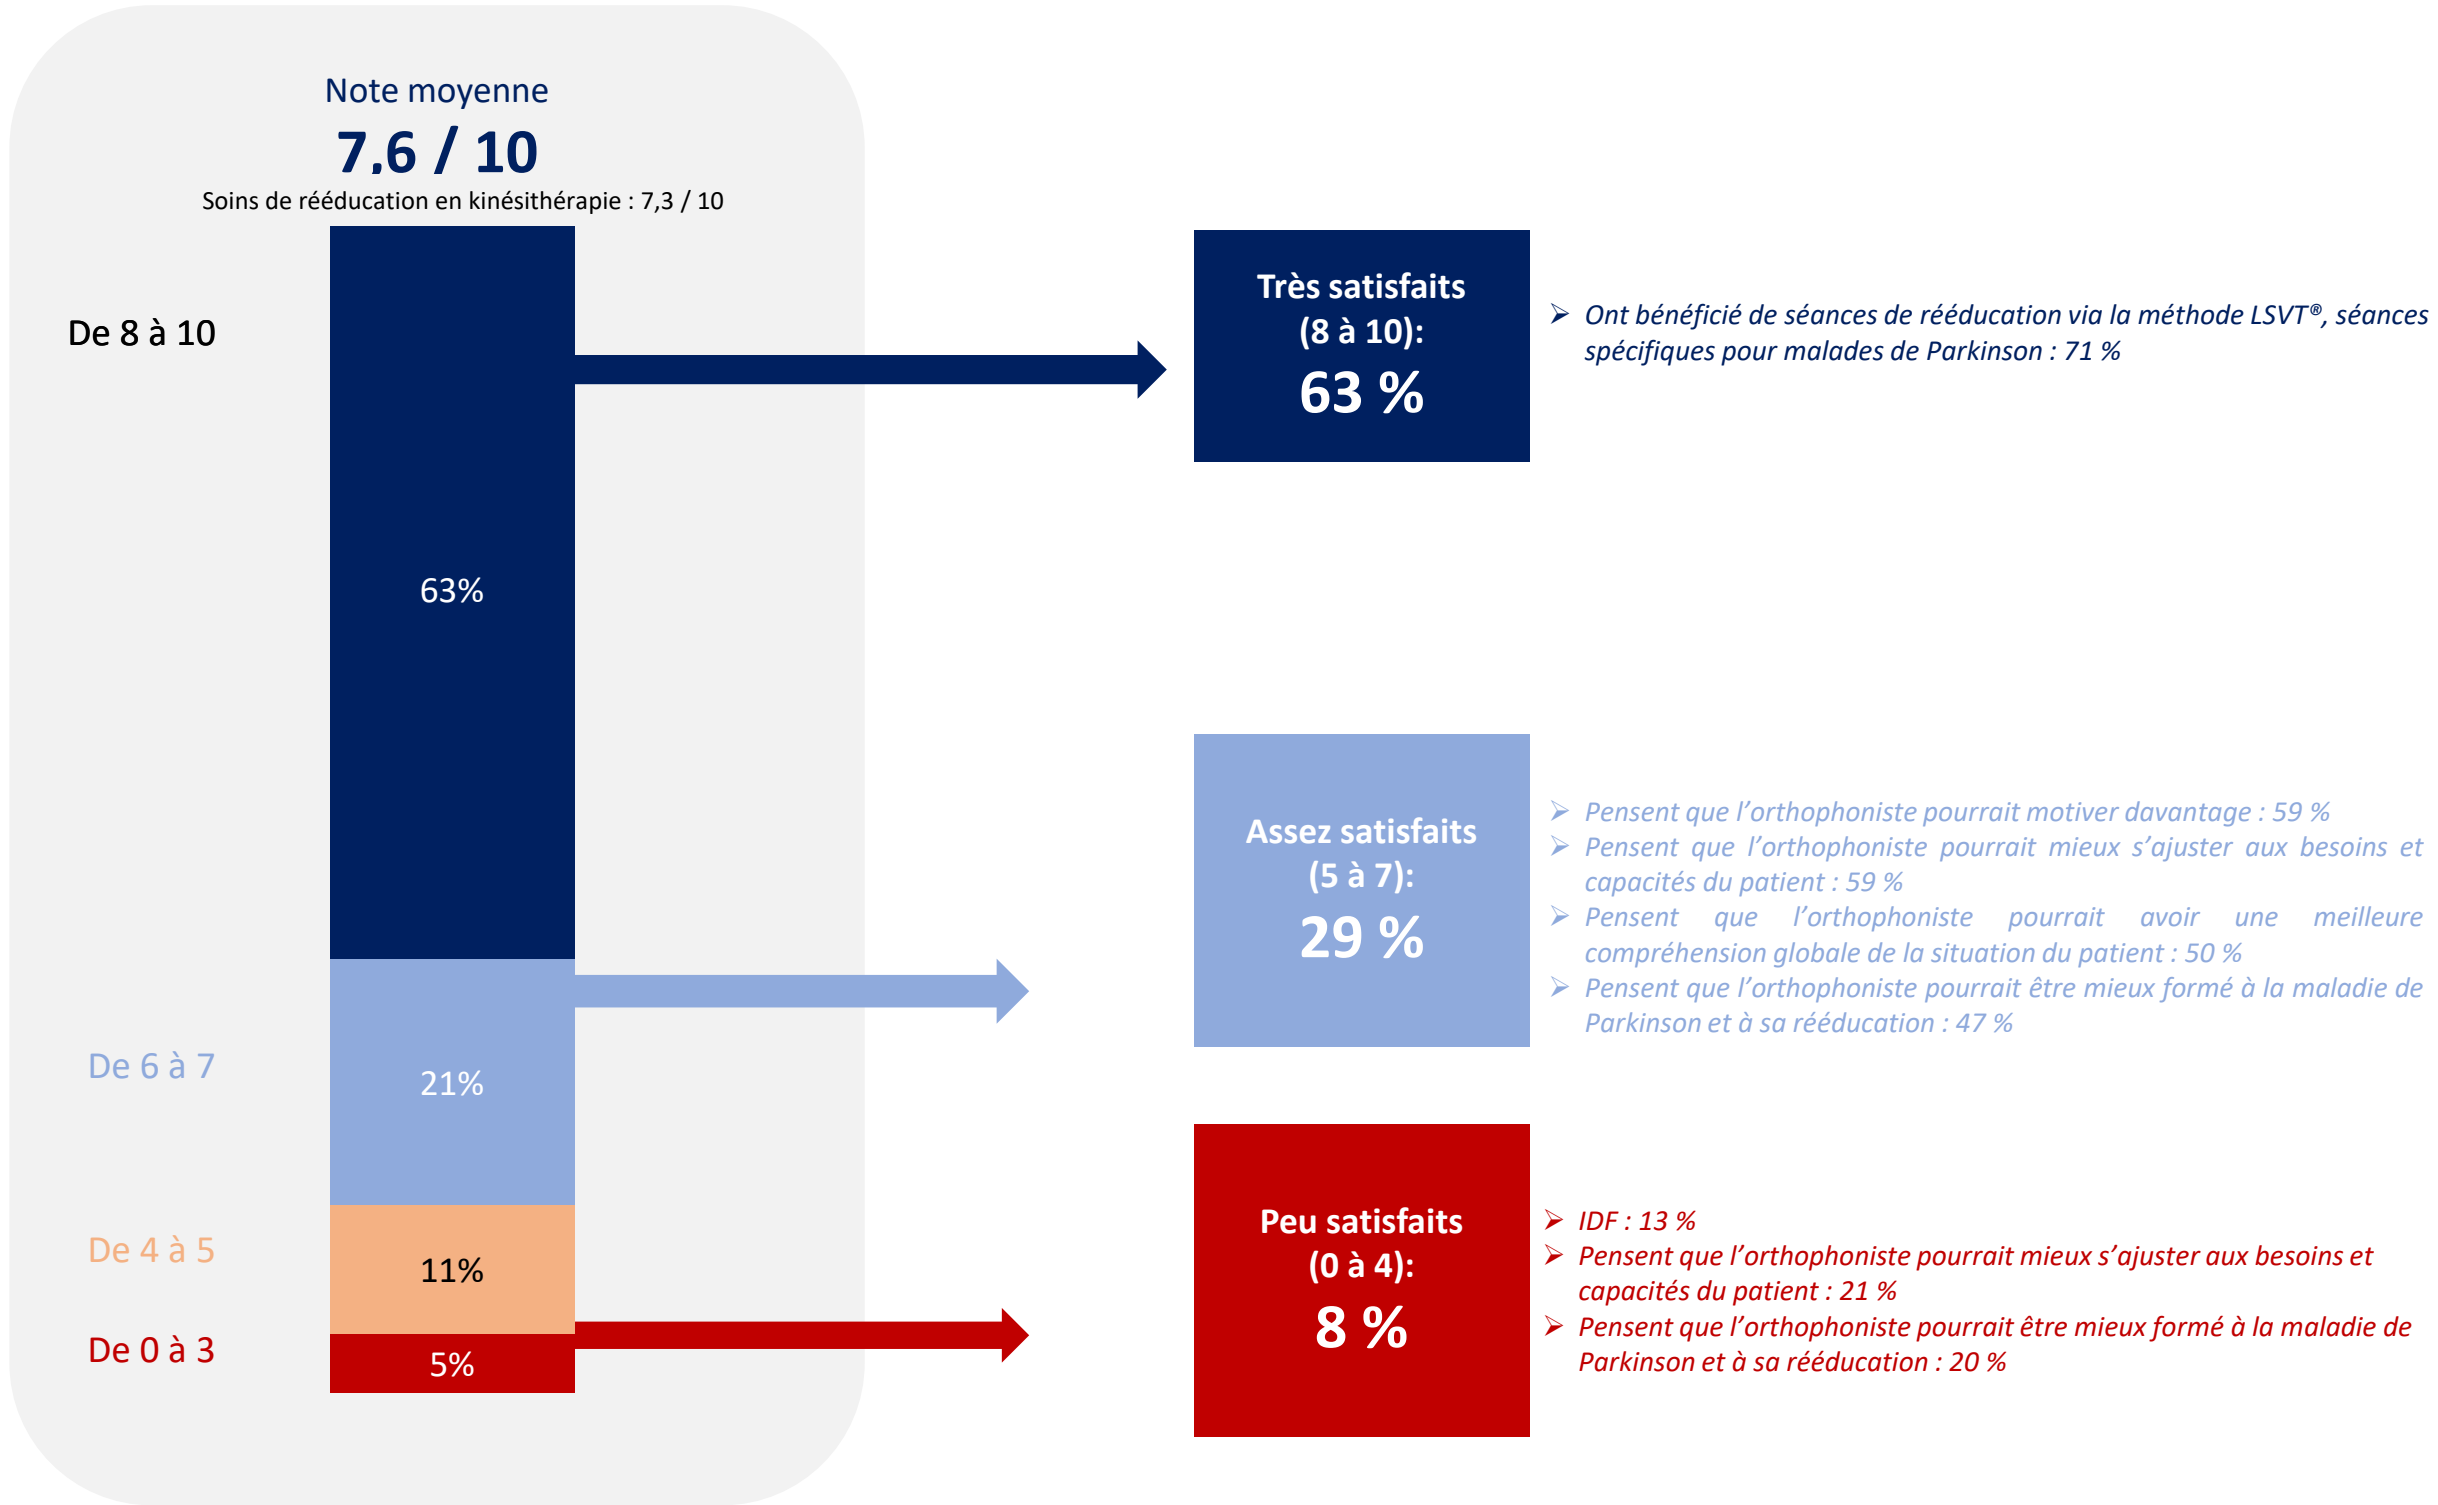 Note moyenne
7,6 / 10
Soins de rééducation en kinésithérapie : 7,3 / 10
De 8 à 10
63%
De 6 à 7
21%
De 4 à 5
11%
De 0 à 3
5%
Très satisfaits
(8 à 10):
63 %
➢ Ont bénéficié de séances de rééducation via la méthode LSVT®, séances
spécifiques pour malades de Parkinson : 71 %
Assez satisfaits
(5 à 7):
29 %
➢ Pensent que l’orthophoniste pourrait motiver davantage : 59 %
➢ Pensent que l’orthophoniste pourrait mieux s’ajuster aux besoins et
capacités du patient : 59 %
➢ Pensent que l’orthophoniste pourrait avoir une meilleure
compréhension globale de la situation du patient : 50 %
➢ Pensent que l’orthophoniste pourrait être mieux formé à la maladie de
Parkinson et à sa rééducation : 47 %
Peu satisfaits
(0 à 4):
8 %
➢ IDF : 13 %
➢ Pensent que l’orthophoniste pourrait mieux s’ajuster aux besoins et
capacités du patient : 21 %
➢ Pensent que l’orthophoniste pourrait être mieux formé à la maladie de
Parkinson et à sa rééducation : 20 %